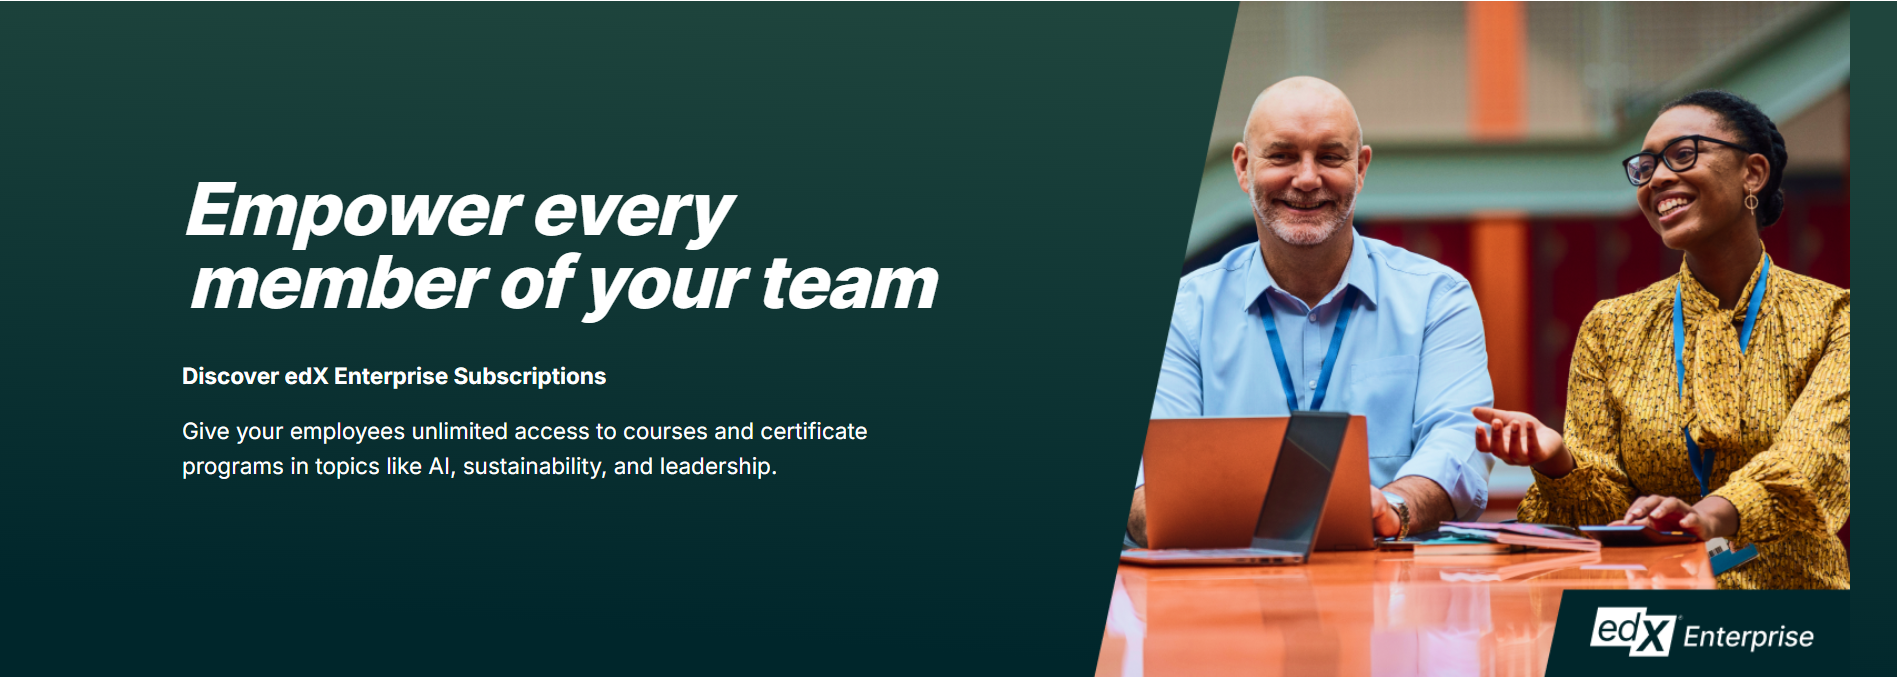 Empower every
member of your team
Discover edX Enterprise Subscriptions
Give your employees unlimited access to courses and certificate
programs in topics like AI, sustainability, and leadership.
edX Enterprise